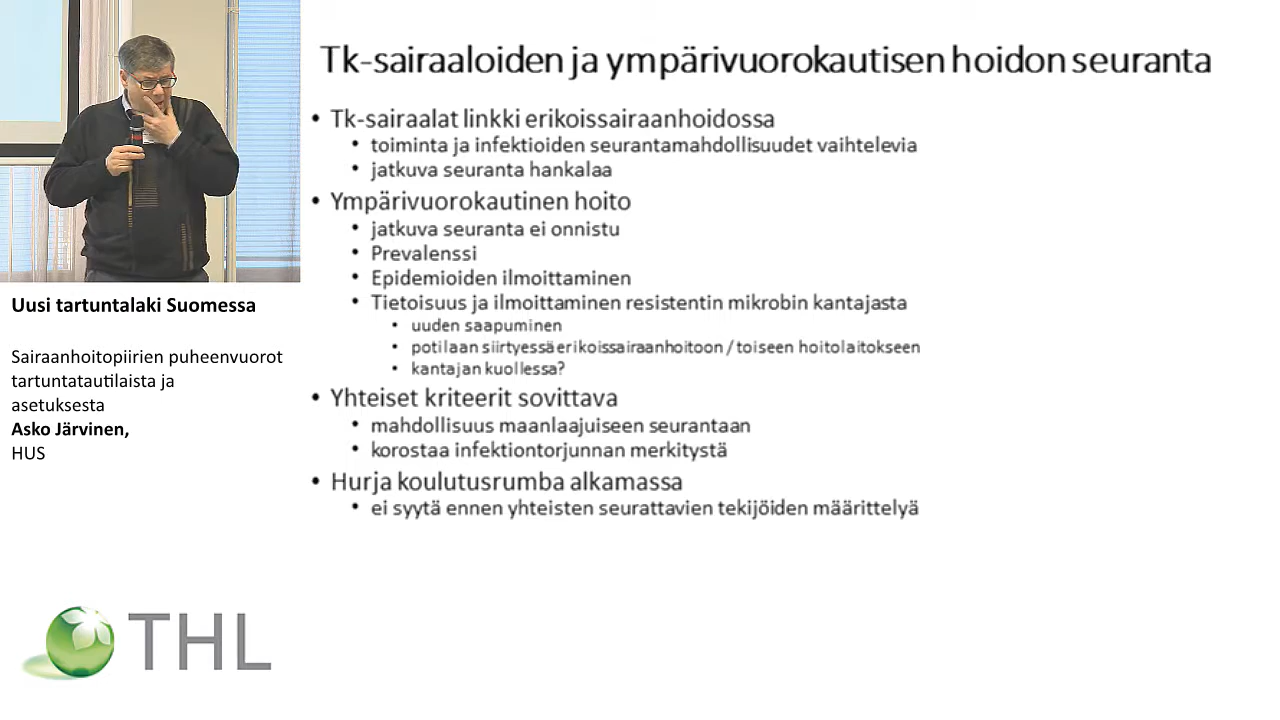 Tk-sairaaloiden ja ympärivuorokautisen hoidon seuranta
• Tk-sairaalat linkki erikoissairaanhoidossa
• toiminta ja infektioiden seurantamahdollisuudet vaihtelevia
• jatkuva seuranta hankalaa
• Ympärivuorokautinen hoito
• jatkuva seuranta ei onnistu
• Prevalenssi
• Epidemioiden ilmoittaminen
• Tietoisuus ja ilmoittaminen resistentin mikrobin kantajasta
• uuden saapuminen
• potilaan siirtyessä erikoissairaanhoitoon / toiseen hoitolaitokseen
• kantajan kuollessa?
• Yhteiset kriteerit sovittava
• mahdollisuus maanlaajuiseen seurantaan
• korostaa infektiontorjunnan merkitystä
• Hurja koulutusrumba alkamassa
• ei syytä ennen yhteisten seurattavien tekijöiden määrittelyä
Uusi tartuntalaki Suomessa
Sairaanhoitopiirien puheenvuorot
tartuntatautilaista ja
asetuksesta
Asko Järvinen,
HUS
THL